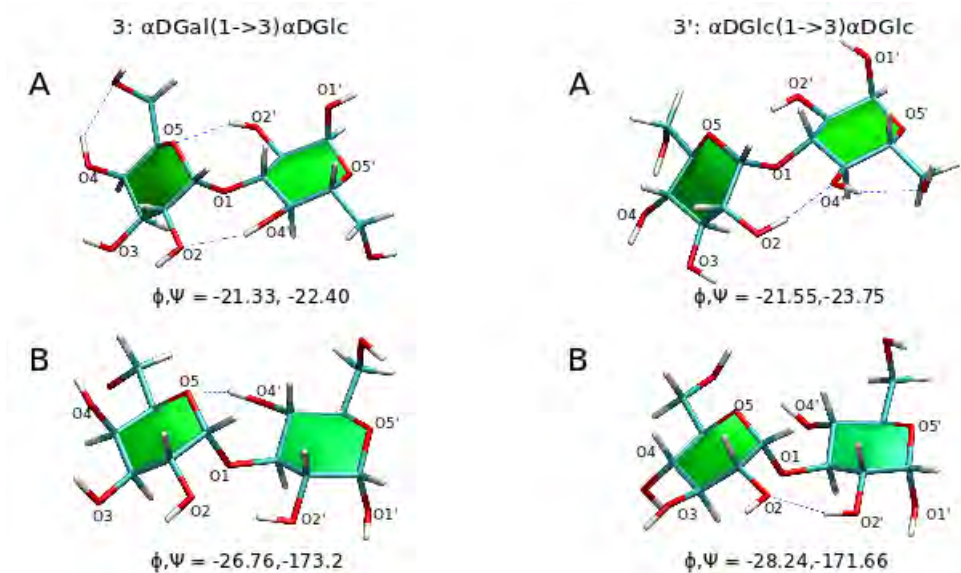 3: αDGal(1->3)αDGlc
3': αDGlc(1->3)αDGlc
A
O5
O2'
O1'
O5'
O4
O1
O4'
O3
O2
ϕ,Ψ = -21.33, -22.40
A
O1'
O2'
O5
O5'
O1
O4'
O4
O2
O3
ϕ,Ψ = -21.55,-23.75
B
O5
O4'
O4
O5'
O1
O3
O2
O2'
O1'
ϕ,Ψ = -26.76,-173.2
B
O5
O4'
O5'
O4
O1
O3
O2
O2'
O1'
ϕ,Ψ = -28.24,-171.66